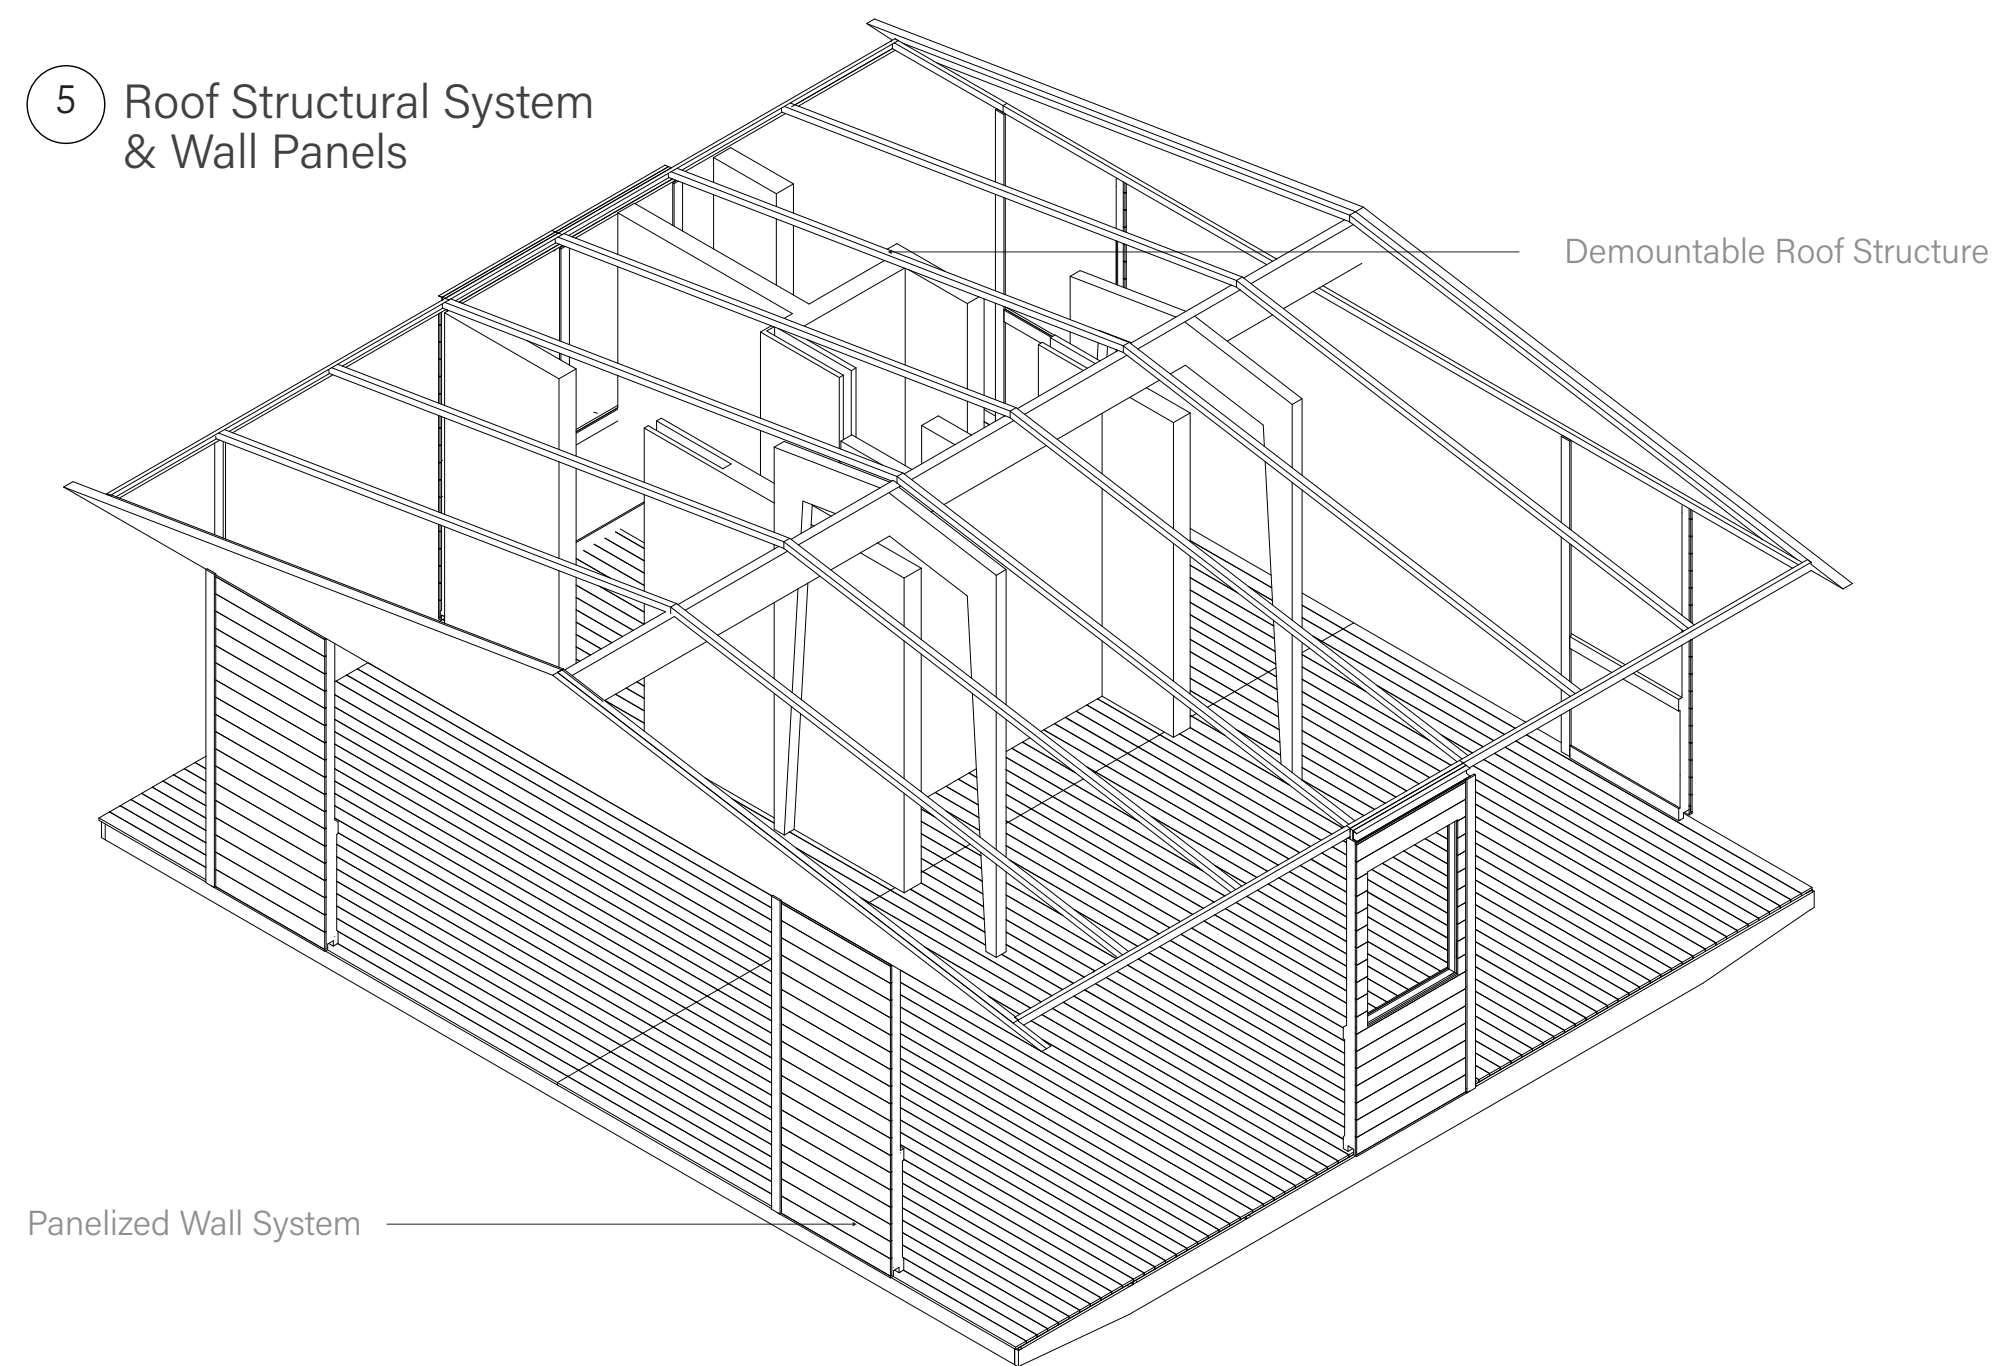 5
Roof Structural System
& Wall Panels
Demountable Roof Structure
Panelized Wall System